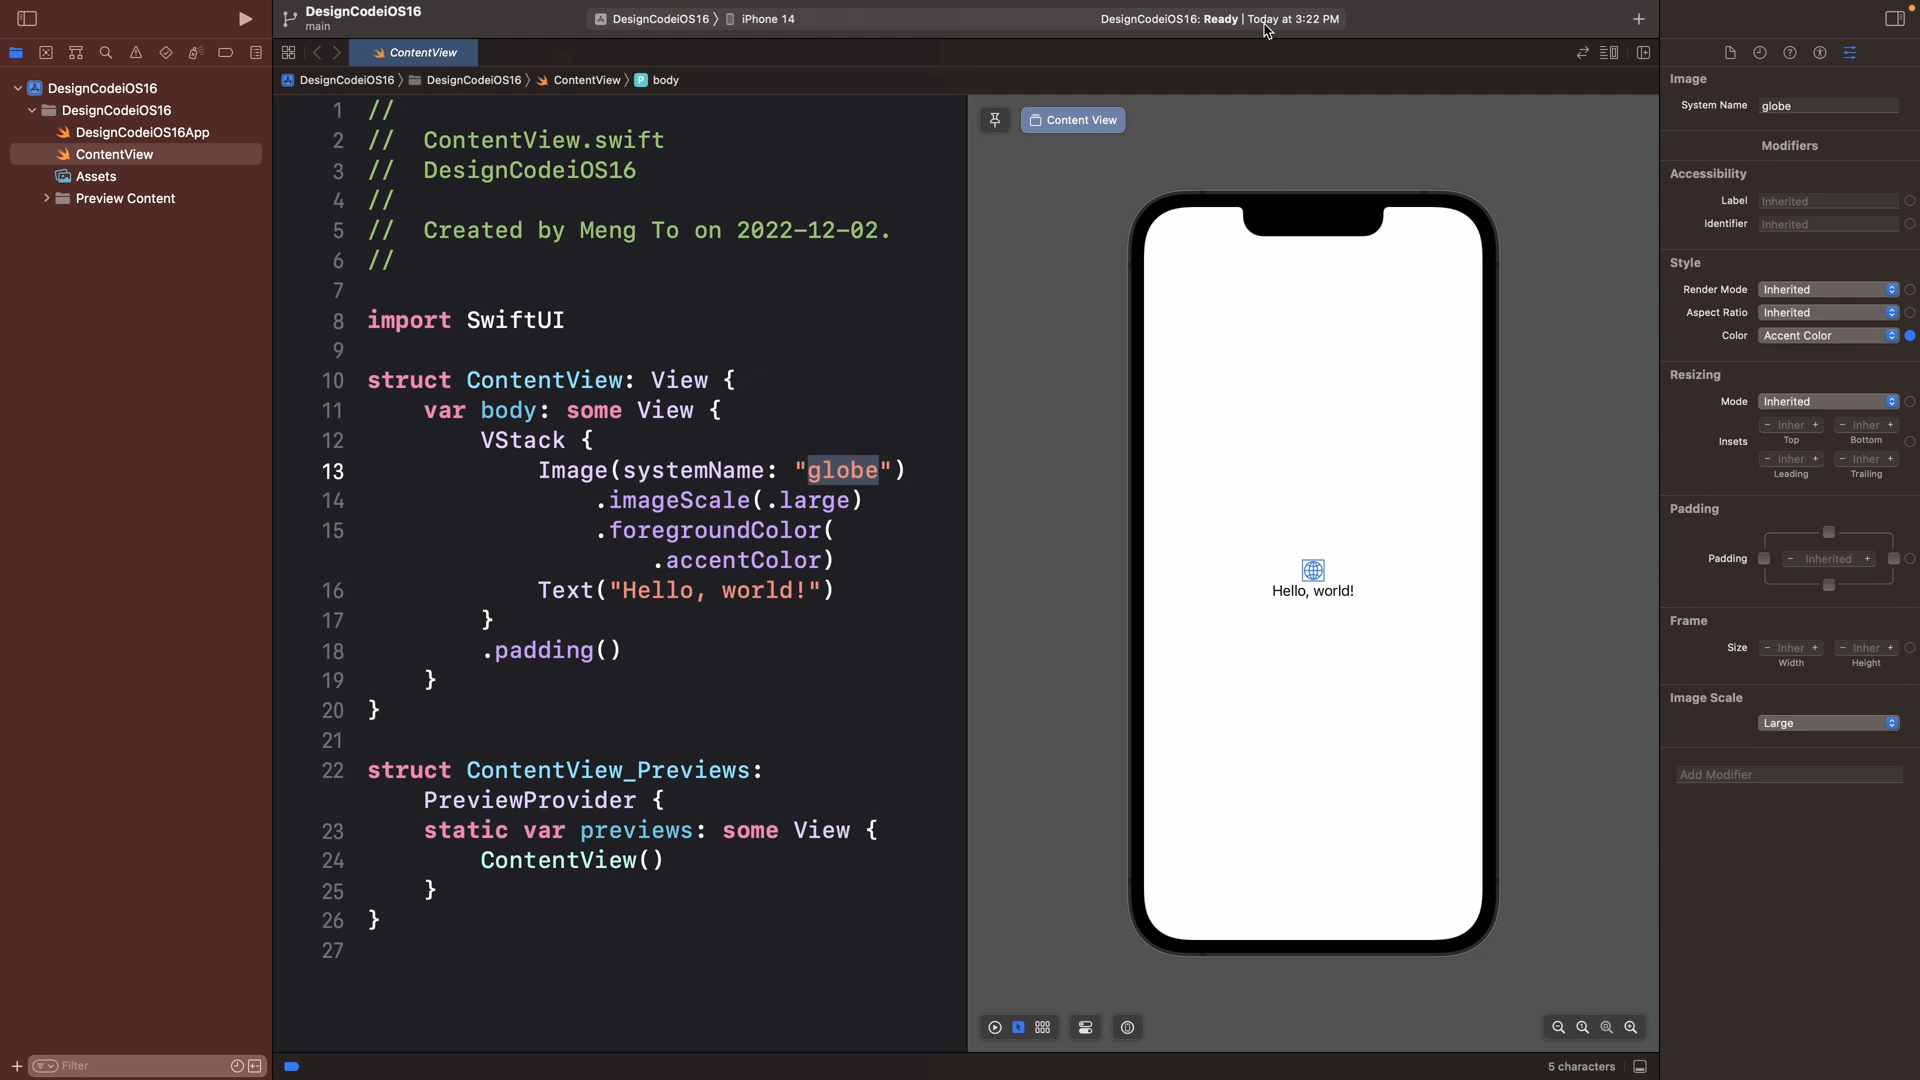 DesignCodeiOS16
main
DesignCodeiOS16 〉 iPhone 14
DesignCodeiOS16: Ready | Today at 3:22 PM
ContentView
DesignCodeiOS16 〉 DesignCodeiOS16 〉 ContentView 〉 P body
DesignCodeiOS16
DesignCodeiOS16
DesignCodeiOS16App
ContentView
Assets
Preview Content
Filter
1 //
2 //  ContentView.swift
3 //  DesignCodeiOS16
4 //
5 //  Created by Meng To on 2022-12-02.
6 //
7
8 import SwiftUI
9
10 struct ContentView: View {
11     var body: some View {
12         VStack {
13             Image(systemName: "globe")
14                 .imageScale(.large)
15                 .foregroundColor(
                    .accentColor)
16             Text("Hello, world!")
17         }
18         .padding()
19     }
20 }
21
22 struct ContentView_Previews:
    PreviewProvider {
23     static var previews: some View {
24         ContentView()
25     }
26 }
27
Content View
Hello, world!
5 characters
Image
System Name globe
Modifiers
Accessibility
Label Inherited
Identifier Inherited
Style
Render Mode Inherited
Aspect Ratio Inherited
Color Accent Color
Resizing
Mode Inherited
Insets − Inher + − Inher +
Top Bottom
− Inher + − Inher +
Leading Trailing
Padding
Padding − Inherited +
Frame
Size − Inher + − Inher +
Width Height
Image Scale
Large
Add Modifier